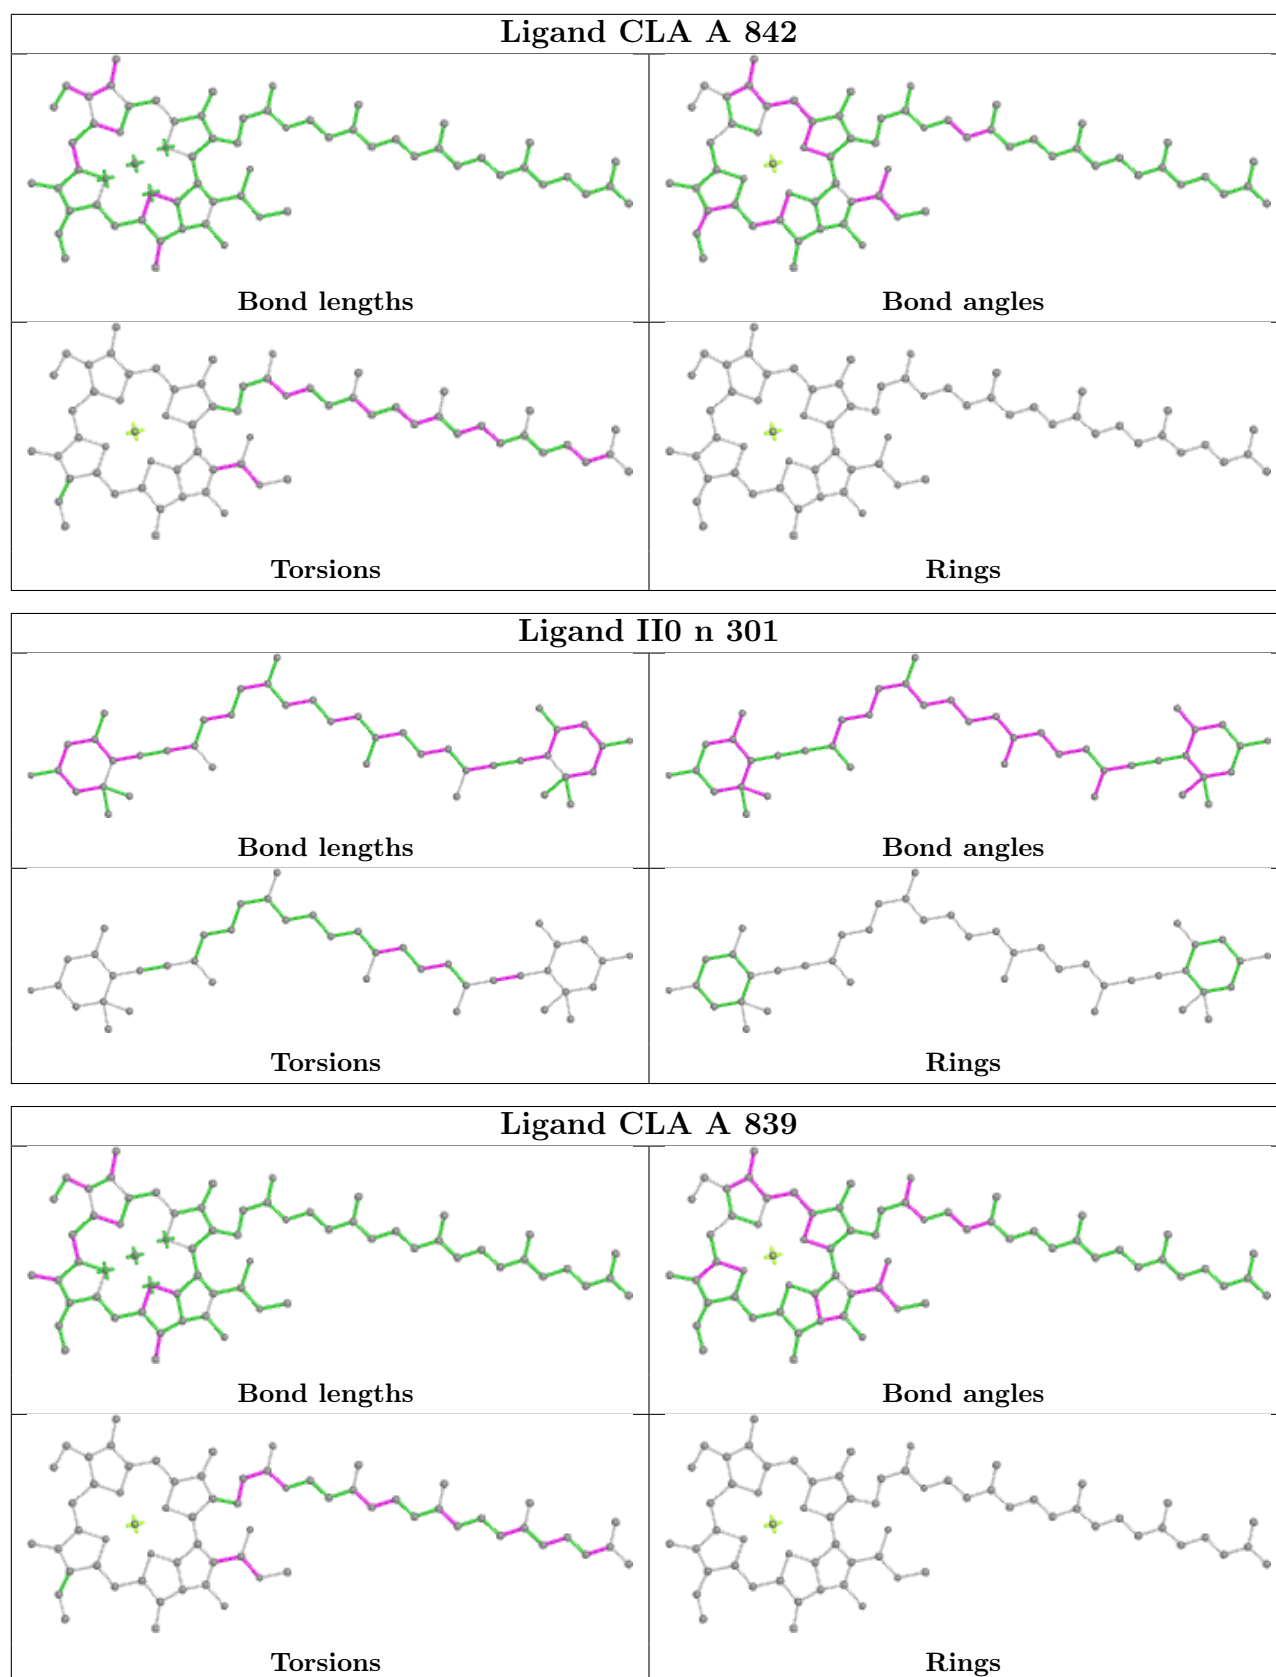 Ligand CLA A 842
Bond lengths
Bond angles
Torsions
Rings
Ligand II0 n 301
Bond lengths
Bond angles
Torsions
Rings
Ligand CLA A 839
Bond lengths
Bond angles
Torsions
Rings